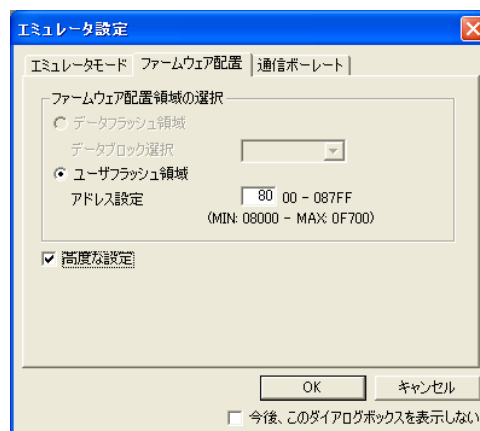 エミュレータ設定
エミュレータモード ファームウェア配置 通信ボーレート
ファームウェア配置領域の選択
データフラッシュ領域
データブロック選択
ユーザフラッシュ領域
アドレス設定 80 00 - 087FF
(MIN: 08000 - MAX: 0F700)
高度な設定
OK キャンセル
今後、このダイアログボックスを表示しない